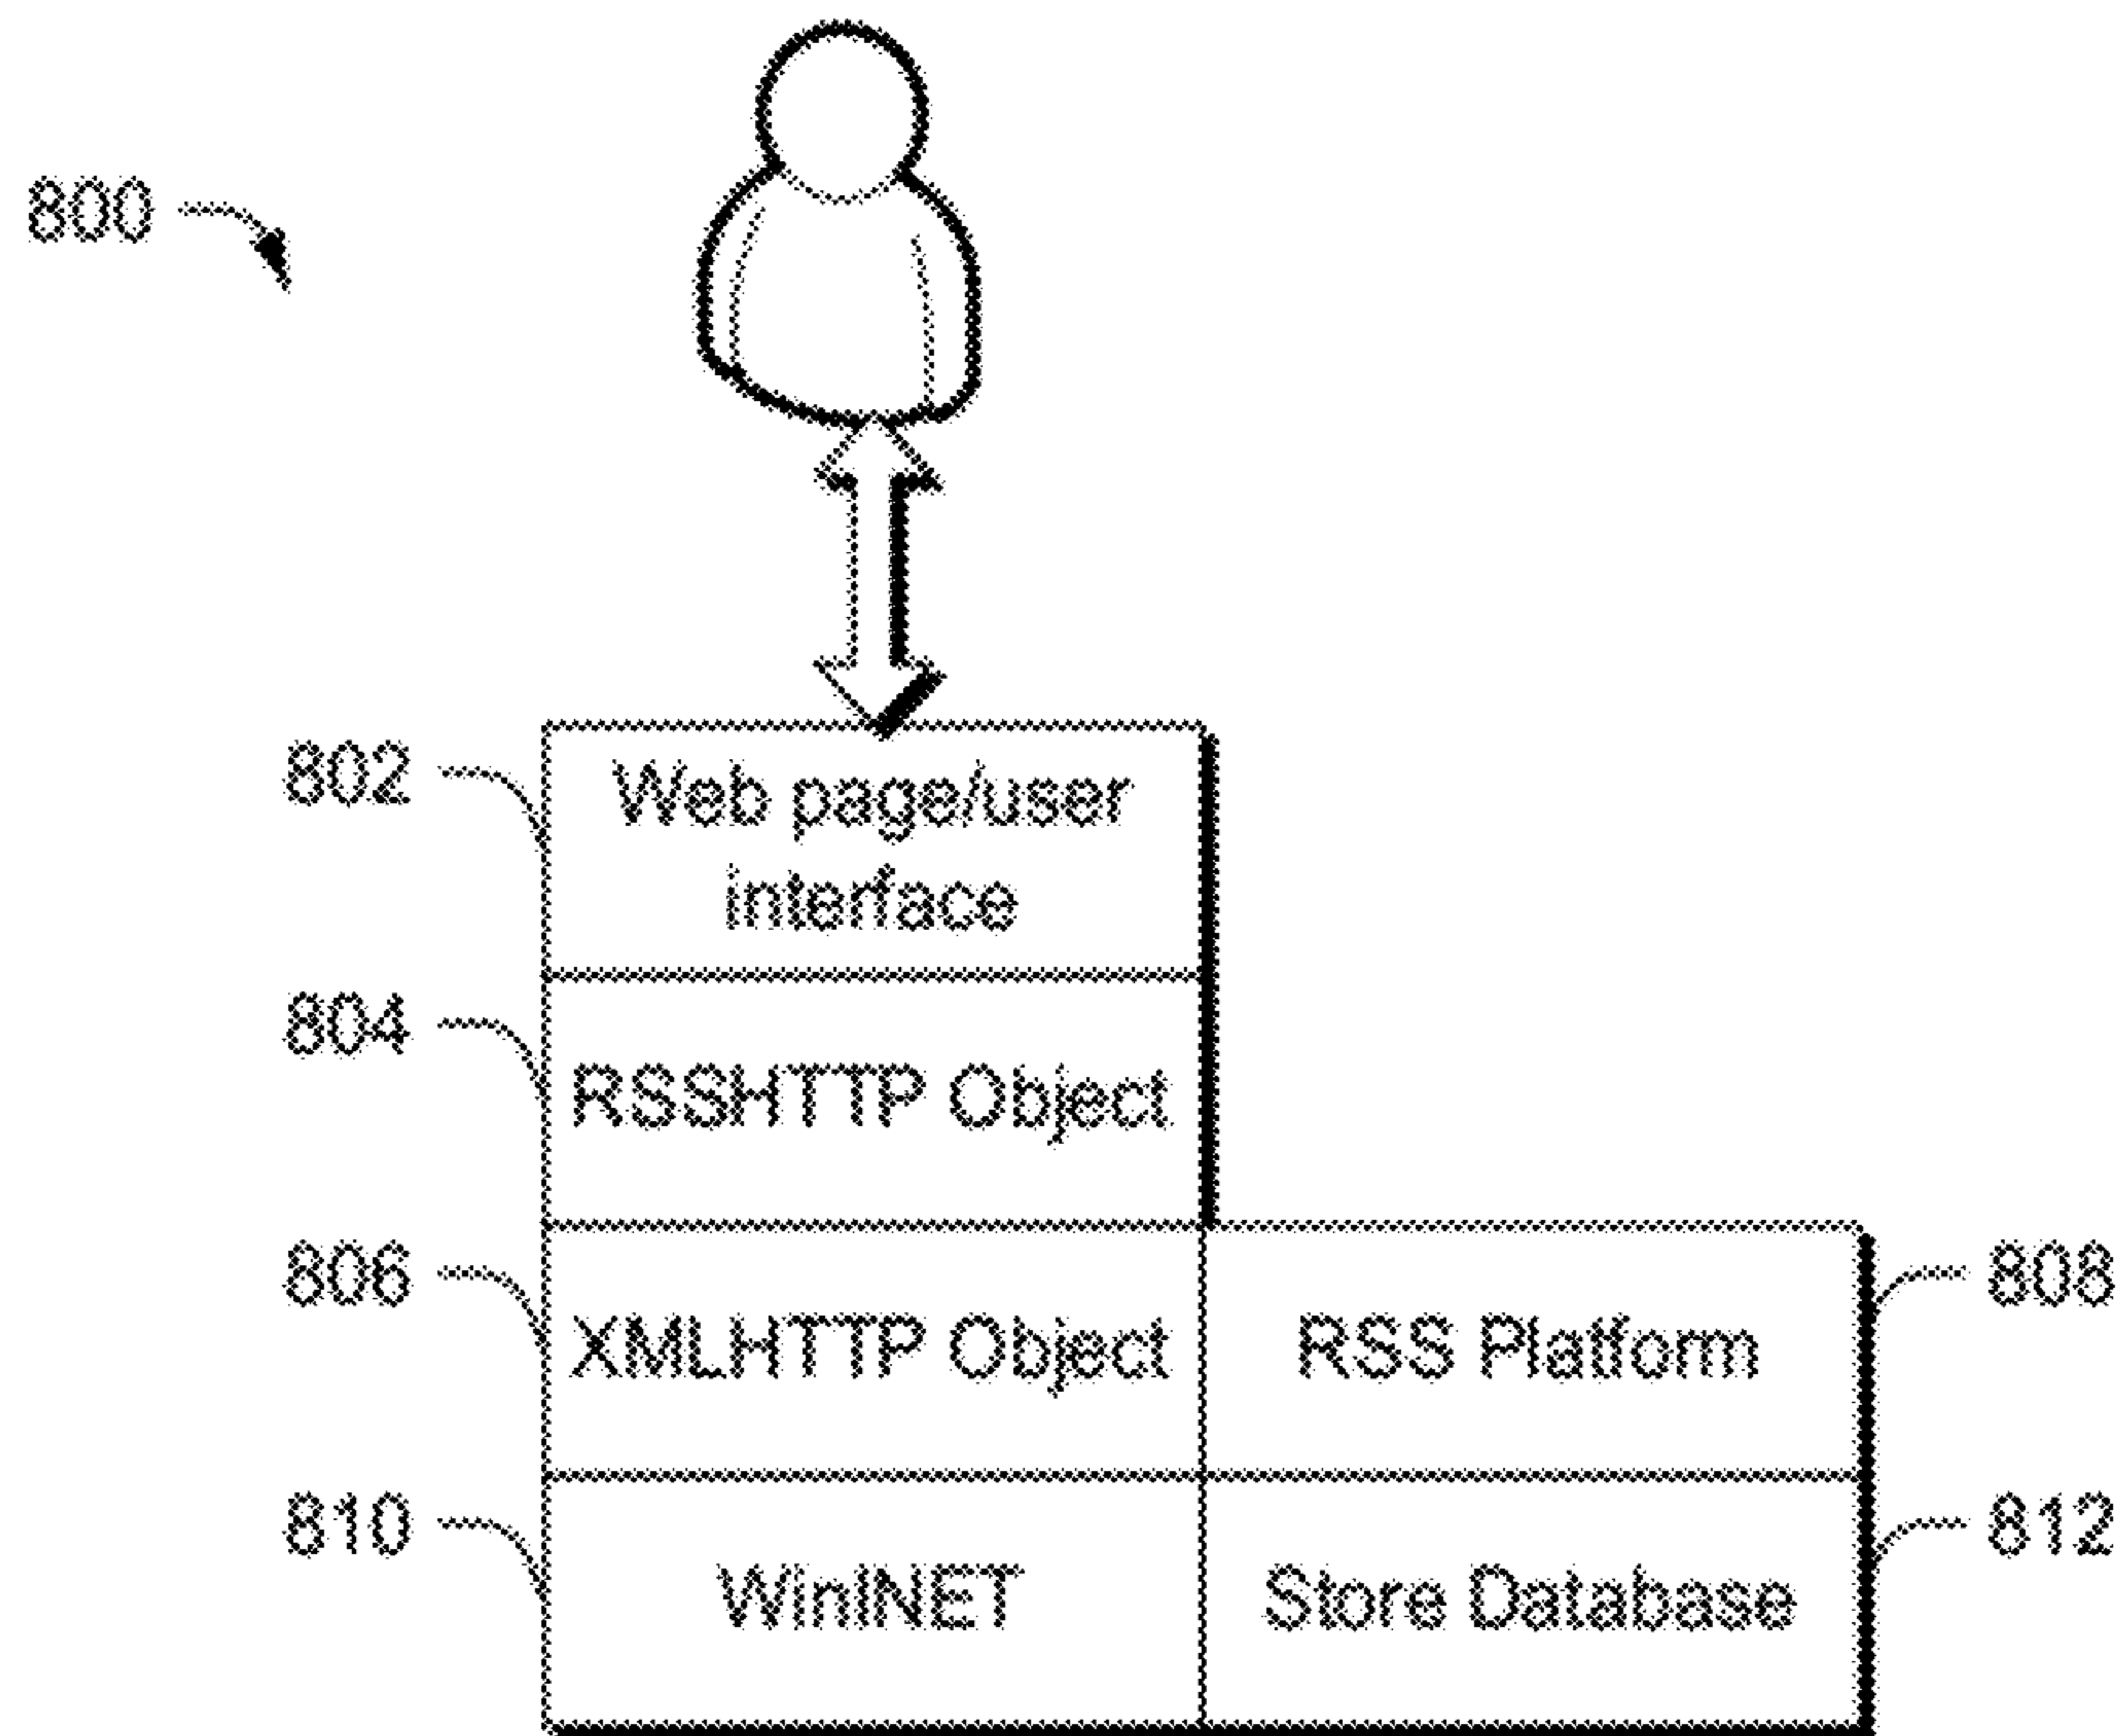 800
802
Web page/user
interface
804
RSSHTTP Object
806
XMLHTTP Object
RSS Platform
808
810
WinINET
Store Database
812